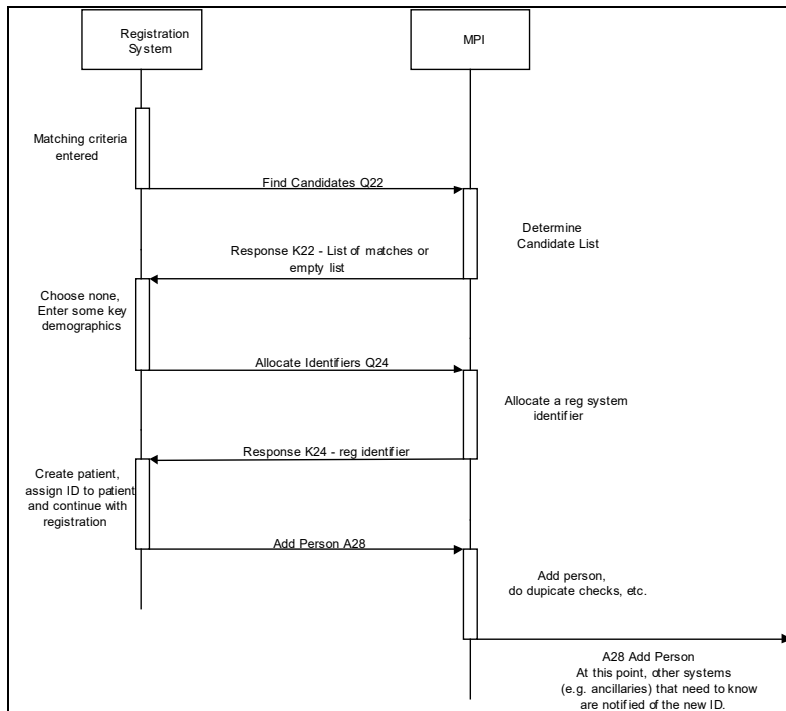 Registration
System
MPI
Matching criteria
entered
Find Candidates Q22
Determine
Candidate List
Response K22 - List of matches or
empty list
Choose none,
Enter some key
demographics
Allocate Identifiers Q24
Allocate a reg system
identifier
Response K24 - reg identifier
Create patient,
assign ID to patient
and continue with
registration
Add Person A28
Add person,
do dupicate checks, etc.
A28 Add Person
At this point, other systems
(e.g. ancillaries) that need to know
are notified of the new ID.